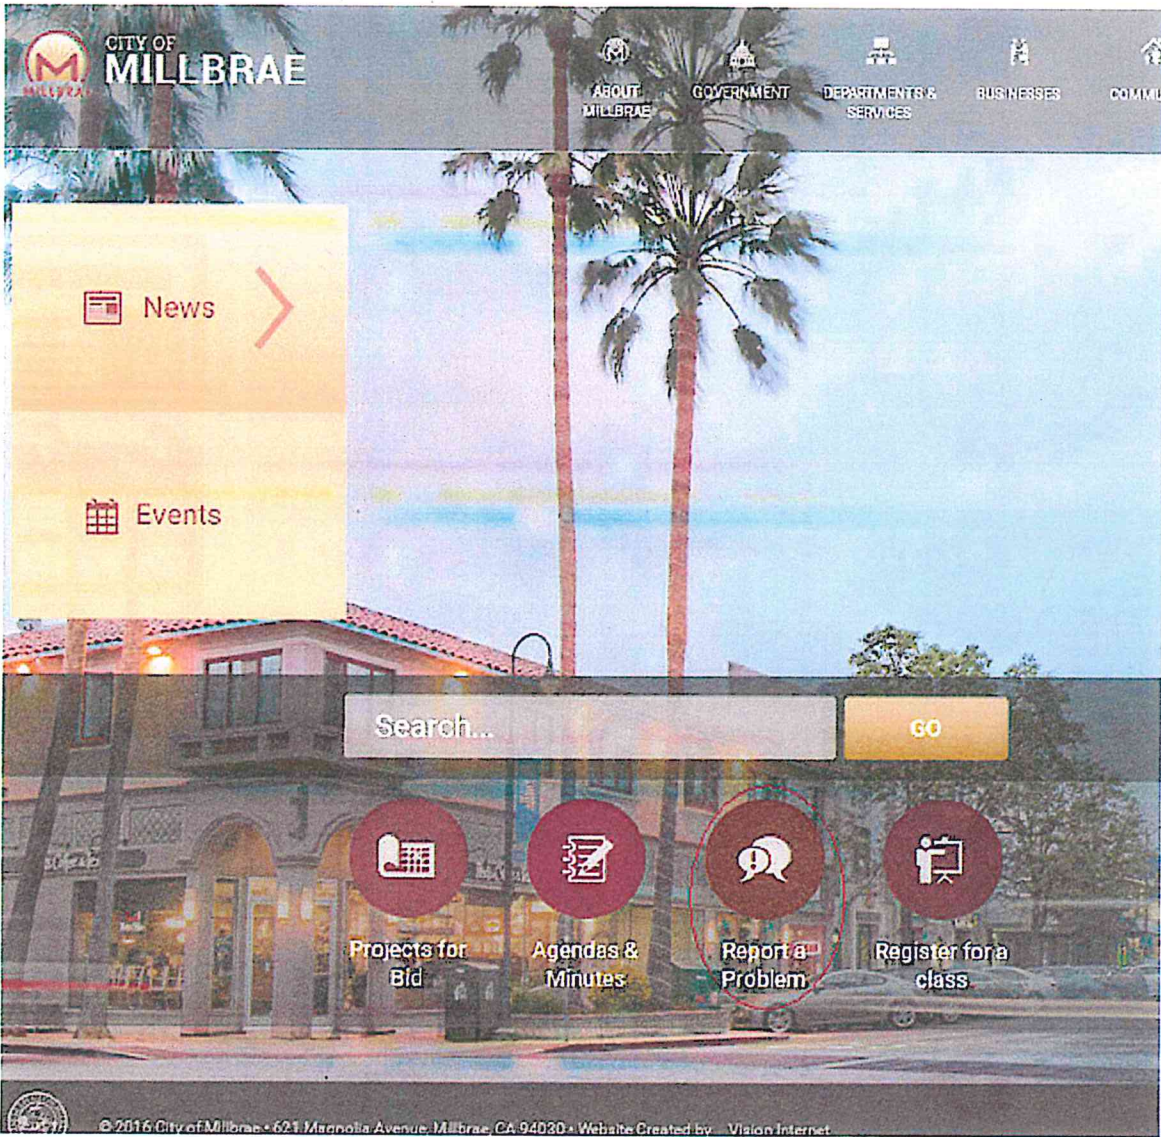 CITY OF
MILLBRAE
MILLBRAE
ABOUT
MILLBRAE
GOVERNMENT
DEPARTMENTS &
SERVICES
BUSINESSES
COMMU
News
Events
Search...
GO
Projects for
Bid
Agendas &
Minutes
Report a
Problem
Register for a
class
© 2016 City of Millbrae • 621 Magnolia Avenue, Millbrae, CA 94030 • Website Created by Vision Internet